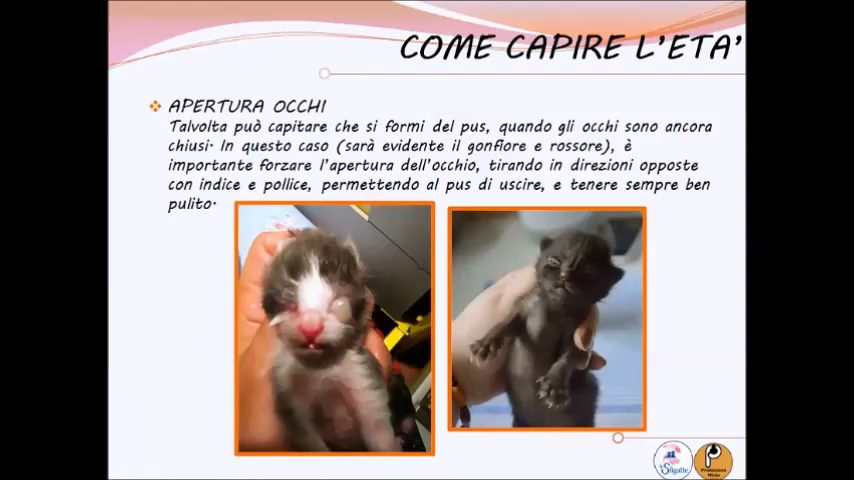 COME CAPIRE L'ETA'
APERTURA OCCHI
Talvolta può capitare che si formi del pus, quando gli occhi sono ancora
chiusi. In questo caso (sarà evidente il gonfiore e rossore), è
importante forzare l'apertura dell'occhio, tirando in direzioni opposte
con indice e pollice, permettendo al pus di uscire, e tenere sempre ben
pulito.